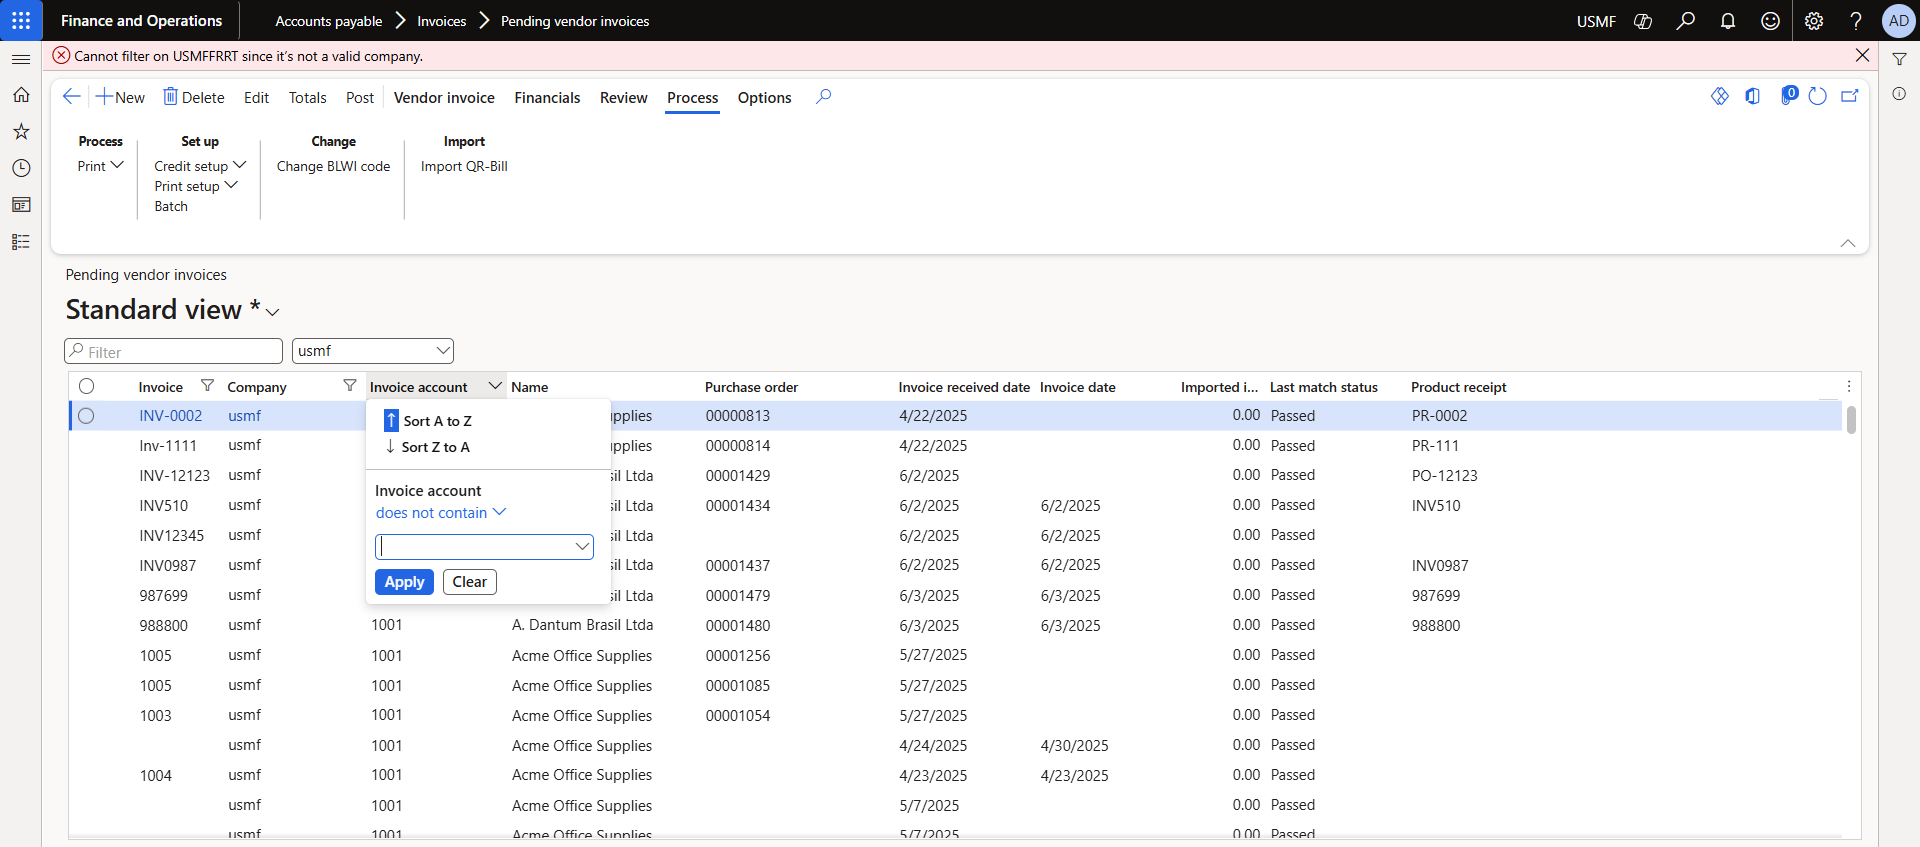 Finance and Operations
Accounts payable
Invoices
Pending vendor invoices
USMF
AD
Cannot filter on USMFFRRT since it's not a valid company.
New
Delete
Edit
Totals
Post
Vendor invoice
Financials
Review
Process
Options
0
Process
Print
Set up
Credit setup
Print setup
Batch
Change
Change BLWI code
Import
Import QR-Bill
Pending vendor invoices
Standard view *
Filter
usmf
Invoice Company Invoice account Name Purchase order Invoice received date Invoice date Imported i... Last match status Product receipt
INV-0002 usmf upplies 00000813 4/22/2025 0.00 Passed PR-0002
Inv-1111 usmf upplies 00000814 4/22/2025 0.00 Passed PR-111
INV-12123 usmf sil Ltda 00001429 6/2/2025 0.00 Passed PO-12123
INV510 usmf sil Ltda 00001434 6/2/2025 6/2/2025 0.00 Passed INV510
INV12345 usmf sil Ltda 6/2/2025 6/2/2025 0.00 Passed
INV0987 usmf sil Ltda 00001437 6/2/2025 6/2/2025 0.00 Passed INV0987
987699 usmf sil Ltda 00001479 6/3/2025 6/3/2025 0.00 Passed 987699
988800 usmf 1001 A. Dantum Brasil Ltda 00001480 6/3/2025 6/3/2025 0.00 Passed 988800
1005 usmf 1001 Acme Office Supplies 00001256 5/27/2025 0.00 Passed
1005 usmf 1001 Acme Office Supplies 00001085 5/27/2025 0.00 Passed
1003 usmf 1001 Acme Office Supplies 00001054 5/27/2025 0.00 Passed
usmf 1001 Acme Office Supplies 4/24/2025 4/30/2025 0.00 Passed
1004 usmf 1001 Acme Office Supplies 4/23/2025 4/23/2025 0.00 Passed
usmf 1001 Acme Office Supplies 5/7/2025 0.00 Passed
usmf 1001 Acme Office Supplies 5/7/2025 0.00 Passed
Sort A to Z
Sort Z to A
Invoice account
does not contain
Apply
Clear